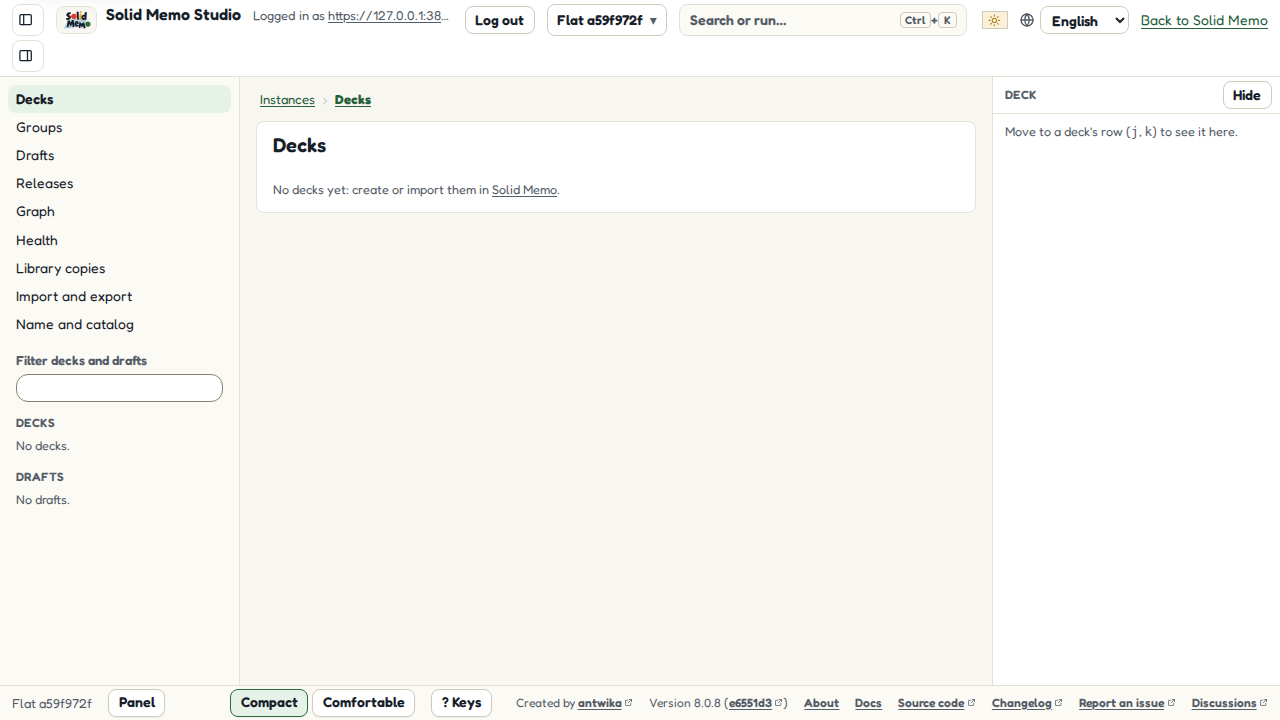 Solid Memo
Solid Memo Studio
Logged in as https://127.0.0.1:38...
Log out
Flat a59f972f ▾
Search or run...
Ctrl+K
English
Back to Solid Memo
Decks
Groups
Drafts
Releases
Graph
Health
Library copies
Import and export
Name and catalog
Filter decks and drafts
DECKS
No decks.
DRAFTS
No drafts.
Instances › Decks
Decks
No decks yet: create or import them in Solid Memo.
DECK
Hide
Move to a deck's row (j, k) to see it here.
Flat a59f972f
Panel
Compact
Comfortable
? Keys
Created by antwika
Version 8.0.8 (e6551d3)
About
Docs
Source code
Changelog
Report an issue
Discussions